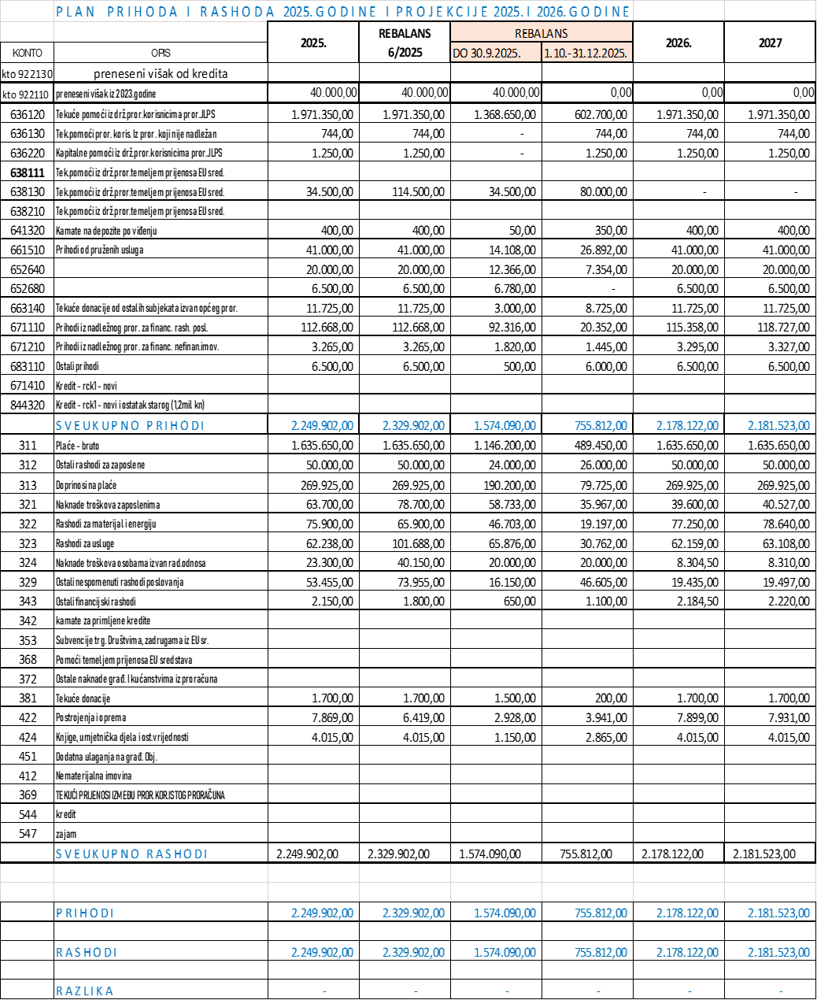 PLAN PRIHODA I RASHODA 2025.GODINE I PROJEKCIJE 2025.I 2026.GODINE
2025. REBALANS 6/2025 REBALANS 2026. 2027
KONTO OPIS DO 30.9.2025. 1.10.-31.12.2025.
kto 922130 preneseni višak od kredita
kto 922110 preneseni višak iz 2023.godine 40.000,00 40.000,00 40.000,00 0,00 0,00 0,00
636120 Tekuće pomoći iz drž.pror.korisnicima pror.JLPS 1.971.350,00 1.971.350,00 1.368.650,00 602.700,00 1.971.350,00 1.971.350,00
636130 Tek.pomoći pror. koris. Iz pror. koji nije nadležan 744,00 744,00 - 744,00 744,00 744,00
636220 Kapitalne pomoći iz drž.pror.korisnicima pror.JLPS 1.250,00 1.250,00 - 1.250,00 1.250,00 1.250,00
638111 Tek.pomoći iz drž.pror.temeljem prijenosa EU sred.
638130 Tek.pomoći iz drž.pror.temeljem prijenosa EU sred. 34.500,00 114.500,00 34.500,00 80.000,00 - -
638210 Tek.pomoći iz drž.pror.temeljem prijenosa EU sred.
641320 Kamate na depozite po viđenju 400,00 400,00 50,00 350,00 400,00 400,00
661510 Prihodi od pruženih usluga 41.000,00 41.000,00 14.108,00 26.892,00 41.000,00 41.000,00
652640 20.000,00 20.000,00 12.366,00 7.354,00 20.000,00 20.000,00
652680 6.500,00 6.500,00 6.780,00 - 6.500,00 6.500,00
663140 Tekuće donacije od ostalih subjekata izvan općeg pror. 11.725,00 11.725,00 3.000,00 8.725,00 11.725,00 11.725,00
671110 Prihodi iz nadležnog pror. za financ. rash. posl. 112.668,00 112.668,00 92.316,00 20.352,00 115.358,00 118.727,00
671210 Prihodi iz nadležnog pror. za financ. nefinan.imov. 3.265,00 3.265,00 1.820,00 1.445,00 3.295,00 3.327,00
683110 Ostali prihodi 6.500,00 6.500,00 500,00 6.000,00 6.500,00 6.500,00
671410 Kredit - rck1 - novi
844320 Kredit - rck1 - novi i ostatak starog (1,2mil kn)
SVEUKUPNO PRIHODI 2.249.902,00 2.329.902,00 1.574.090,00 755.812,00 2.178.122,00 2.181.523,00
311 Plaće - bruto 1.635.650,00 1.635.650,00 1.146.200,00 489.450,00 1.635.650,00 1.635.650,00
312 Ostali rashodi za zaposlene 50.000,00 50.000,00 24.000,00 26.000,00 50.000,00 50.000,00
313 Doprinosi na plaće 269.925,00 269.925,00 190.200,00 79.725,00 269.925,00 269.925,00
321 Naknade troškova zaposlenima 63.700,00 78.700,00 58.733,00 35.967,00 39.600,00 40.527,00
322 Rashodi za materijal i energiju 75.900,00 65.900,00 46.703,00 19.197,00 77.250,00 78.640,00
323 Rashodi za usluge 62.238,00 101.688,00 65.876,00 30.762,00 62.159,00 63.108,00
324 Naknade troškova osobama izvan rad.odnosa 23.300,00 40.150,00 20.000,00 20.000,00 8.304,50 8.310,00
329 Ostali nespomenuti rashodi poslovanja 53.455,00 73.955,00 16.150,00 46.605,00 19.435,00 19.497,00
343 Ostali financijski rashodi 2.150,00 1.800,00 650,00 1.100,00 2.184,50 2.220,00
342 kamate za primljene kredite
353 Subvencije trg. Društvima, zadrugama iz EU sr.
368 Pomoći temeljem prijenosa EU sredstava
372 Ostale naknade građ. I kućanstvima iz proračuna
381 Tekuće donacije 1.700,00 1.700,00 1.500,00 200,00 1.700,00 1.700,00
422 Postrojenja i oprema 7.869,00 6.419,00 2.928,00 3.941,00 7.899,00 7.931,00
424 Knjige, umjetnička djela i ost.vrijednosti 4.015,00 4.015,00 1.150,00 2.865,00 4.015,00 4.015,00
451 Dodatna ulaganja na građ. Obj.
412 Nematerijalna imovina
369 TEKUĆI PRIJENOSI IZMEĐU PROR.KOR.ISTOG PRORAČUNA
544 kredit
547 zajam
SVEUKUPNO RASHODI 2.249.902,00 2.329.902,00 1.574.090,00 755.812,00 2.178.122,00 2.181.523,00
PRIHODI 2.249.902,00 2.329.902,00 1.574.090,00 755.812,00 2.178.122,00 2.181.523,00
RASHODI 2.249.902,00 2.329.902,00 1.574.090,00 755.812,00 2.178.122,00 2.181.523,00
RAZLIKA - - - - - -